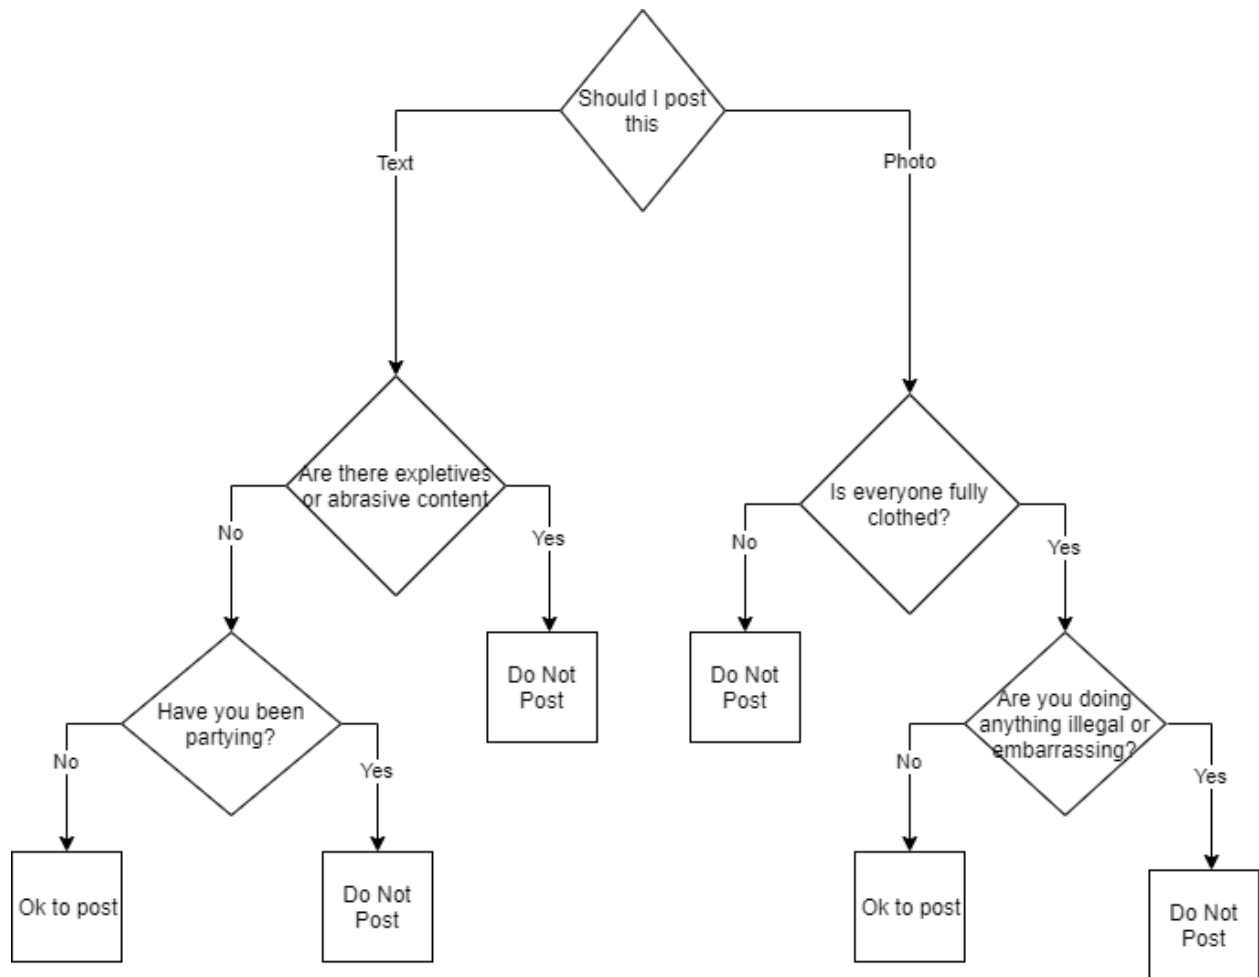 Should I post
this
Text
Photo
Are there expletives
or abrasive content
Is everyone fully
clothed?
No
Yes
No
Yes
Do Not
Post
Do Not
Post
Have you been
partying?
Are you doing
anything illegal or
embarrassing?
No
Yes
No
Yes
Ok to post
Do Not
Post
Ok to post
Do Not
Post